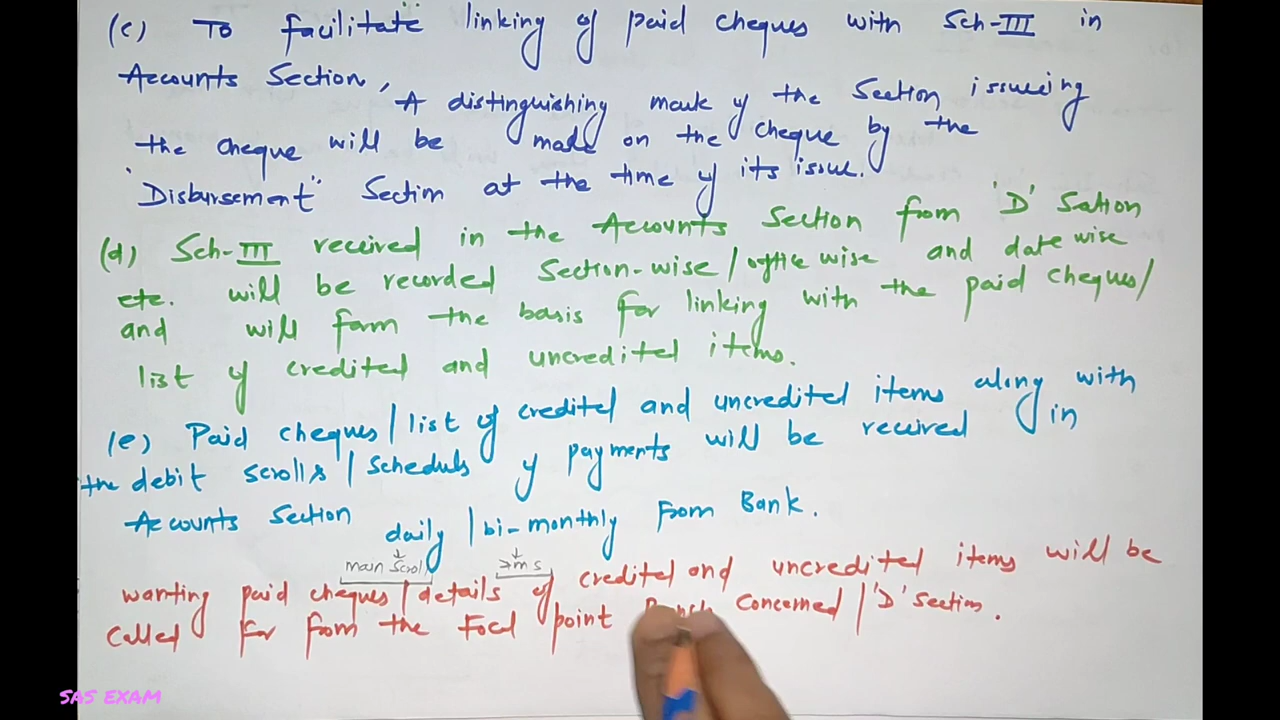 (c) To facilitate linking of paid cheques with Sch-III in
Accounts Section, A distinguishing mark of the Section issueing
the cheque will be made on the cheque by the
"Disbursement" Section at the time of its issue.
(d) Sch-III received in the Accounts Section from 'D' Sation
etc. will be recorded Section-wise/office wise and date wise
and will form the basis for linking with the paid cheques/
list of credited and uncredited items.
(e) Paid cheques/list of credited and uncredited items along with
the debit scrolls/scheduls of payments will be received in
Accounts Section daily/bi-monthly from Bank.
main scroll
wanting paid cheques/details of credited and uncredited items will be
called for from the Focal point concerned/'D' section.
SAS EXAM